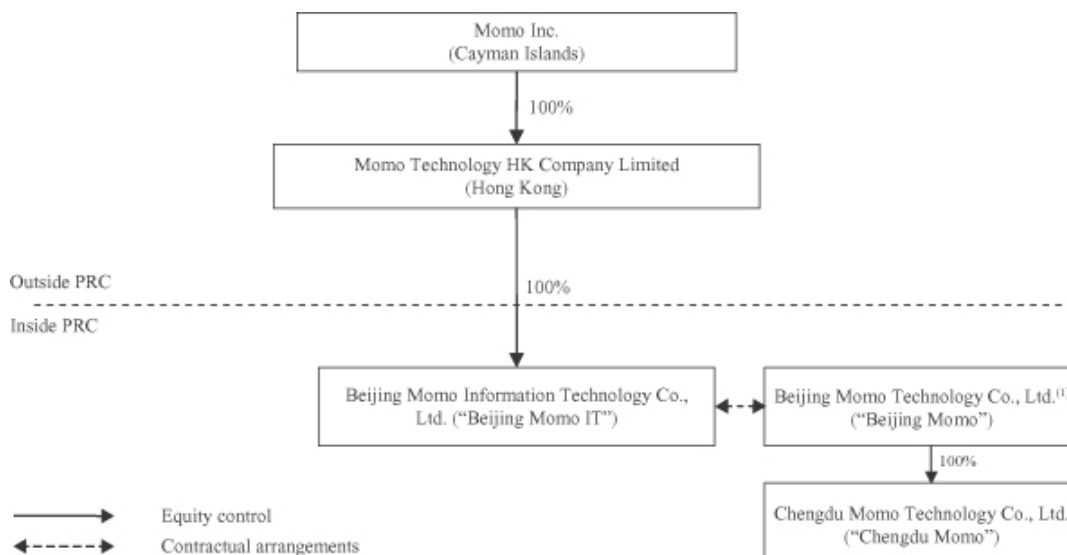 Momo Inc.
(Cayman Islands)
100%
Momo Technology HK Company Limited
(Hong Kong)
100%
Outside PRC
Inside PRC
Beijing Momo Information Technology Co.,
Ltd. (“Beijing Momo IT”)
Beijing Momo Technology Co., Ltd.(1)
(“Beijing Momo”)
100%
Chengdu Momo Technology Co., Ltd.
(“Chengdu Momo”)
Equity control
Contractual arrangements